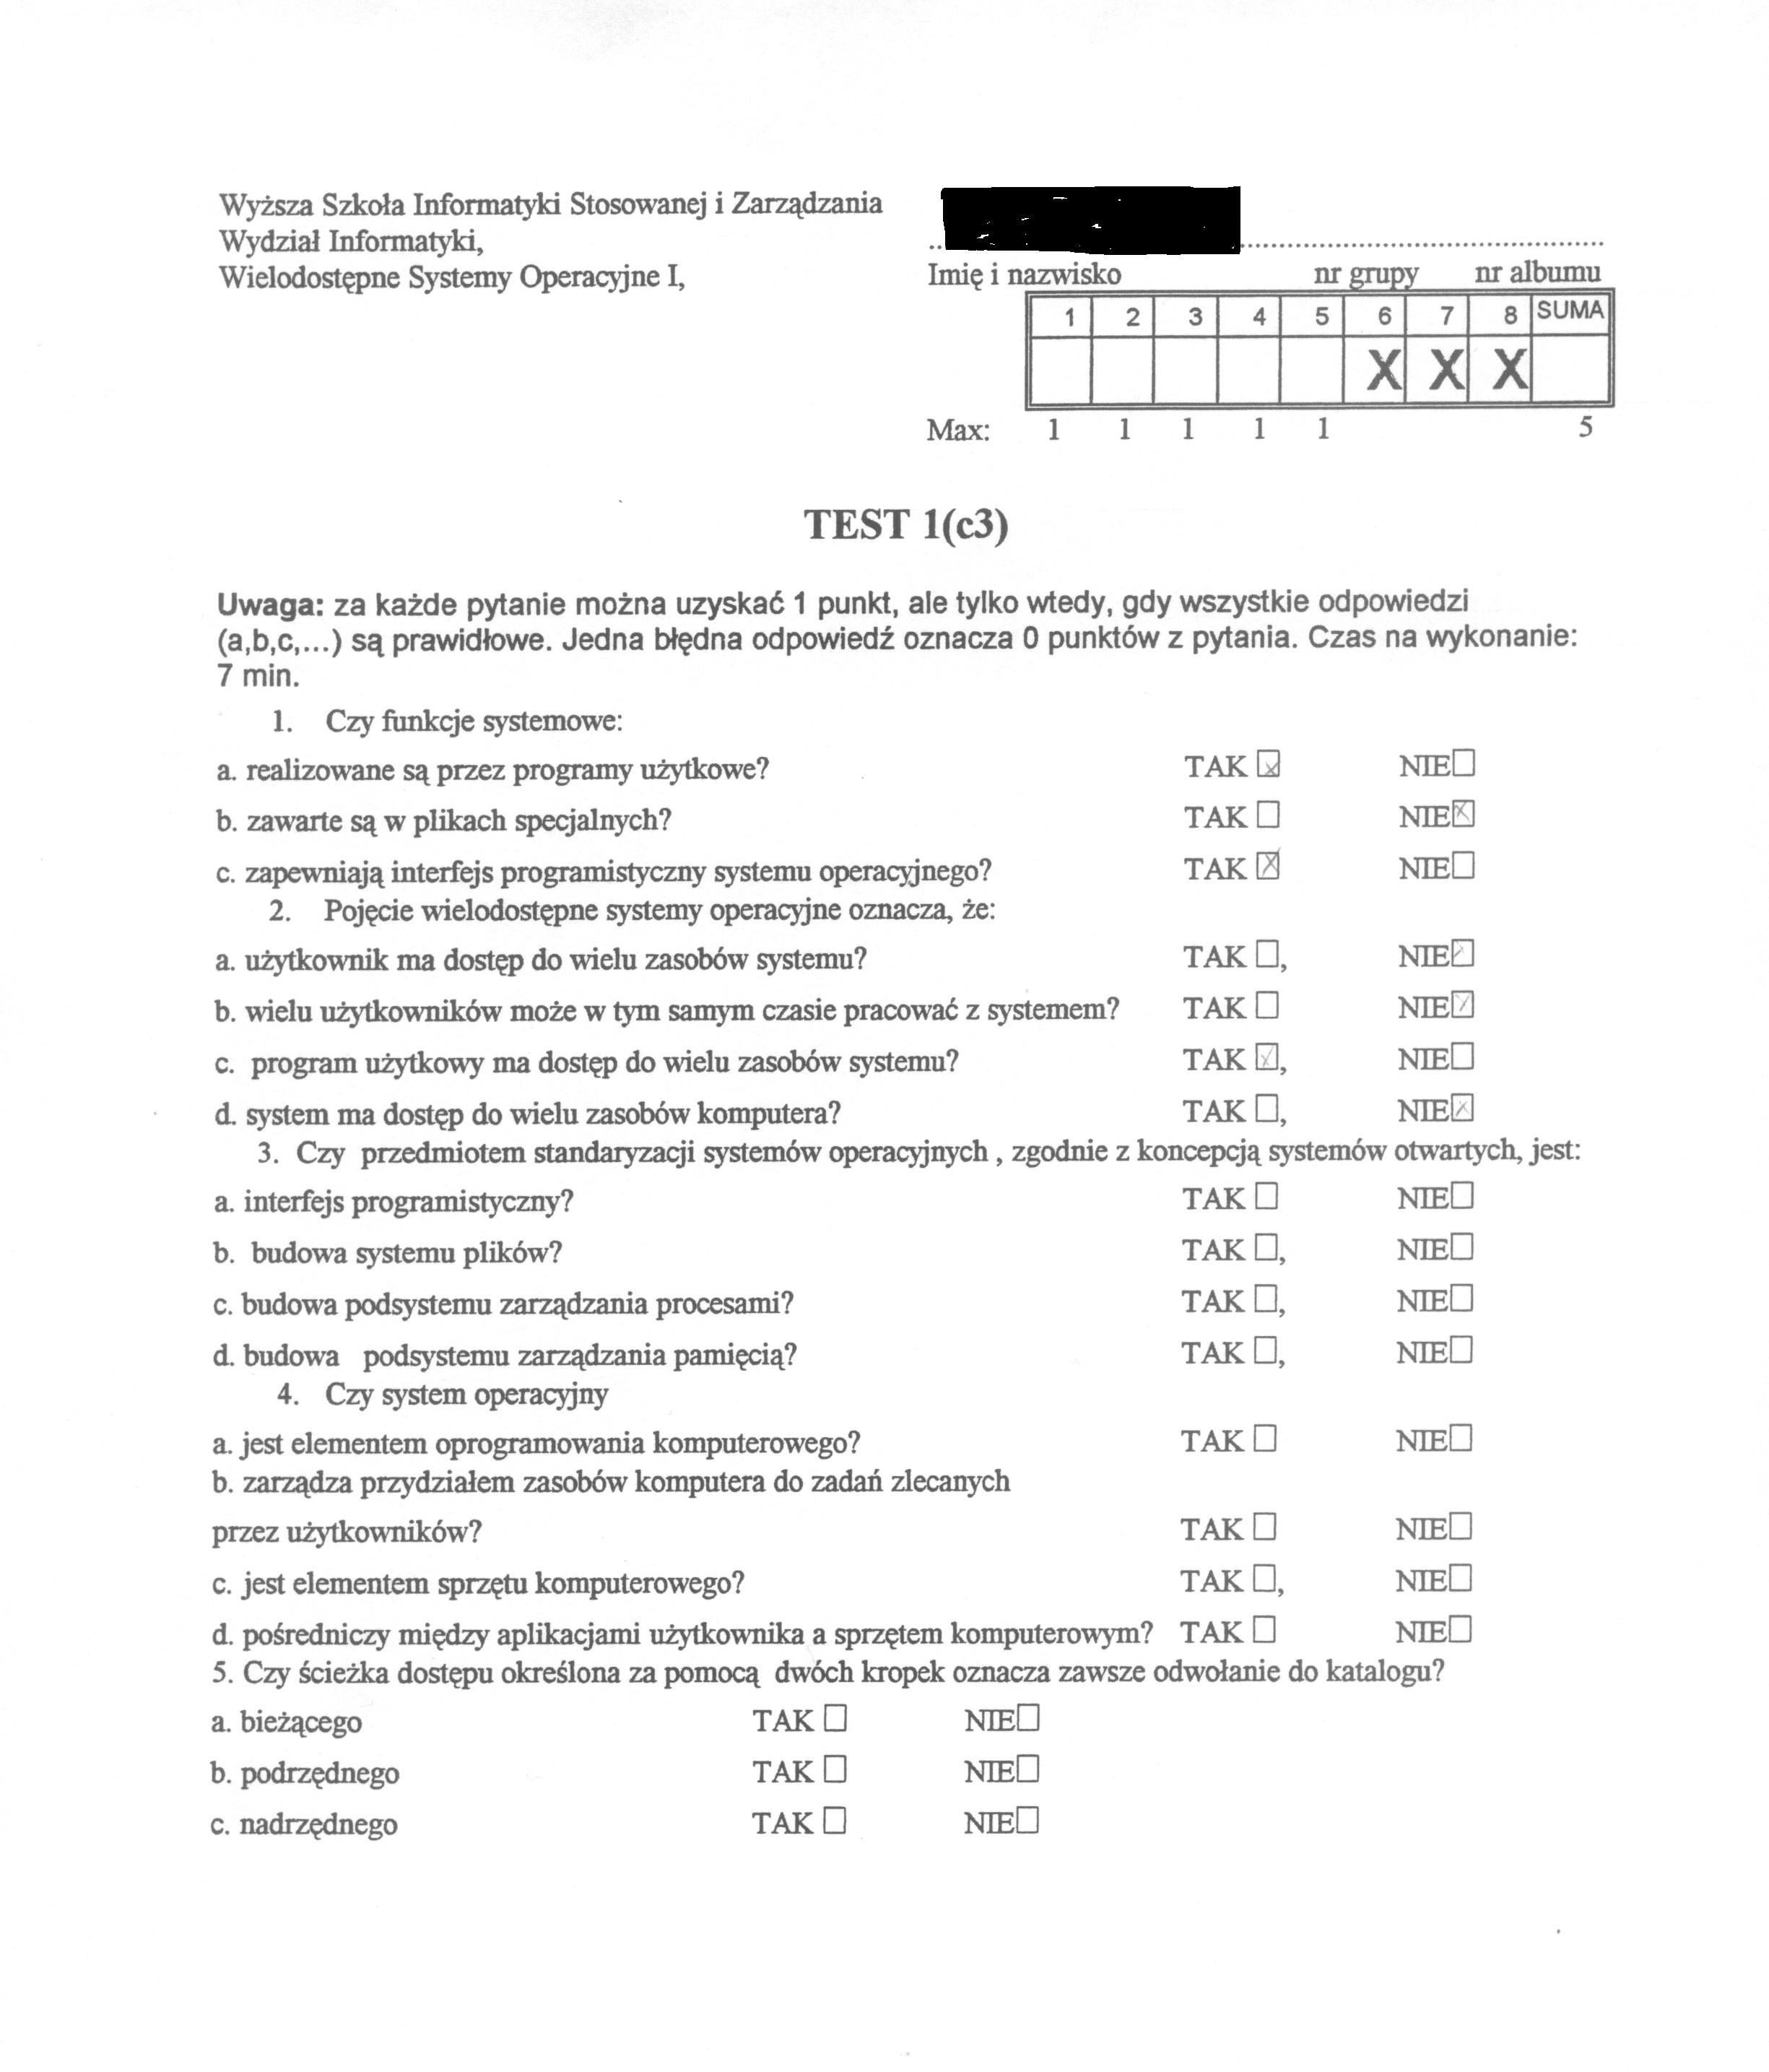 Wyższa Szkoła Informatyki Stosowanej i Zarządzania
Wydział Informatyki,
Wielodostępne Systemy Operacyjne I,
Imię i nazwisko nr grupy nr albumu
1 2 3 4 5 6 7 8 SUMA
X X X
Max: 1 1 1 1 1 5
TEST 1(c3)
Uwaga: za każde pytanie można uzyskać 1 punkt, ale tylko wtedy, gdy wszystkie odpowiedzi
(a,b,c,...) są prawidłowe. Jedna błędna odpowiedź oznacza 0 punktów z pytania. Czas na wykonanie:
7 min.
1. Czy funkcje systemowe:
a. realizowane są przez programy użytkowe? TAK ☒ NIE☐
b. zawarte są w plikach specjalnych? TAK ☐ NIE☒
c. zapewniają interfejs programistyczny systemu operacyjnego? TAK ☒ NIE☐
2. Pojęcie wielodostępne systemy operacyjne oznacza, że:
a. użytkownik ma dostęp do wielu zasobów systemu? TAK ☐, NIE☒
b. wielu użytkowników może w tym samym czasie pracować z systemem? TAK ☐ NIE☒
c. program użytkowy ma dostęp do wielu zasobów systemu? TAK ☒, NIE☐
d. system ma dostęp do wielu zasobów komputera? TAK ☐, NIE☒
3. Czy przedmiotem standaryzacji systemów operacyjnych , zgodnie z koncepcją systemów otwartych, jest:
a. interfejs programistyczny? TAK ☐ NIE☐
b. budowa systemu plików? TAK ☐, NIE☐
c. budowa podsystemu zarządzania procesami? TAK ☐, NIE☐
d. budowa podsystemu zarządzania pamięcią? TAK ☐, NIE☐
4. Czy system operacyjny
a. jest elementem oprogramowania komputerowego? TAK ☐ NIE☐
b. zarządza przydziałem zasobów komputera do zadań zlecanych
przez użytkowników? TAK ☐ NIE☐
c. jest elementem sprzętu komputerowego? TAK ☐, NIE☐
d. pośredniczy między aplikacjami użytkownika a sprzętem komputerowym? TAK ☐ NIE☐
5. Czy ścieżka dostępu określona za pomocą dwóch kropek oznacza zawsze odwołanie do katalogu?
a. bieżącego TAK ☐ NIE☐
b. podrzędnego TAK ☐ NIE☐
c. nadrzędnego TAK ☐ NIE☐